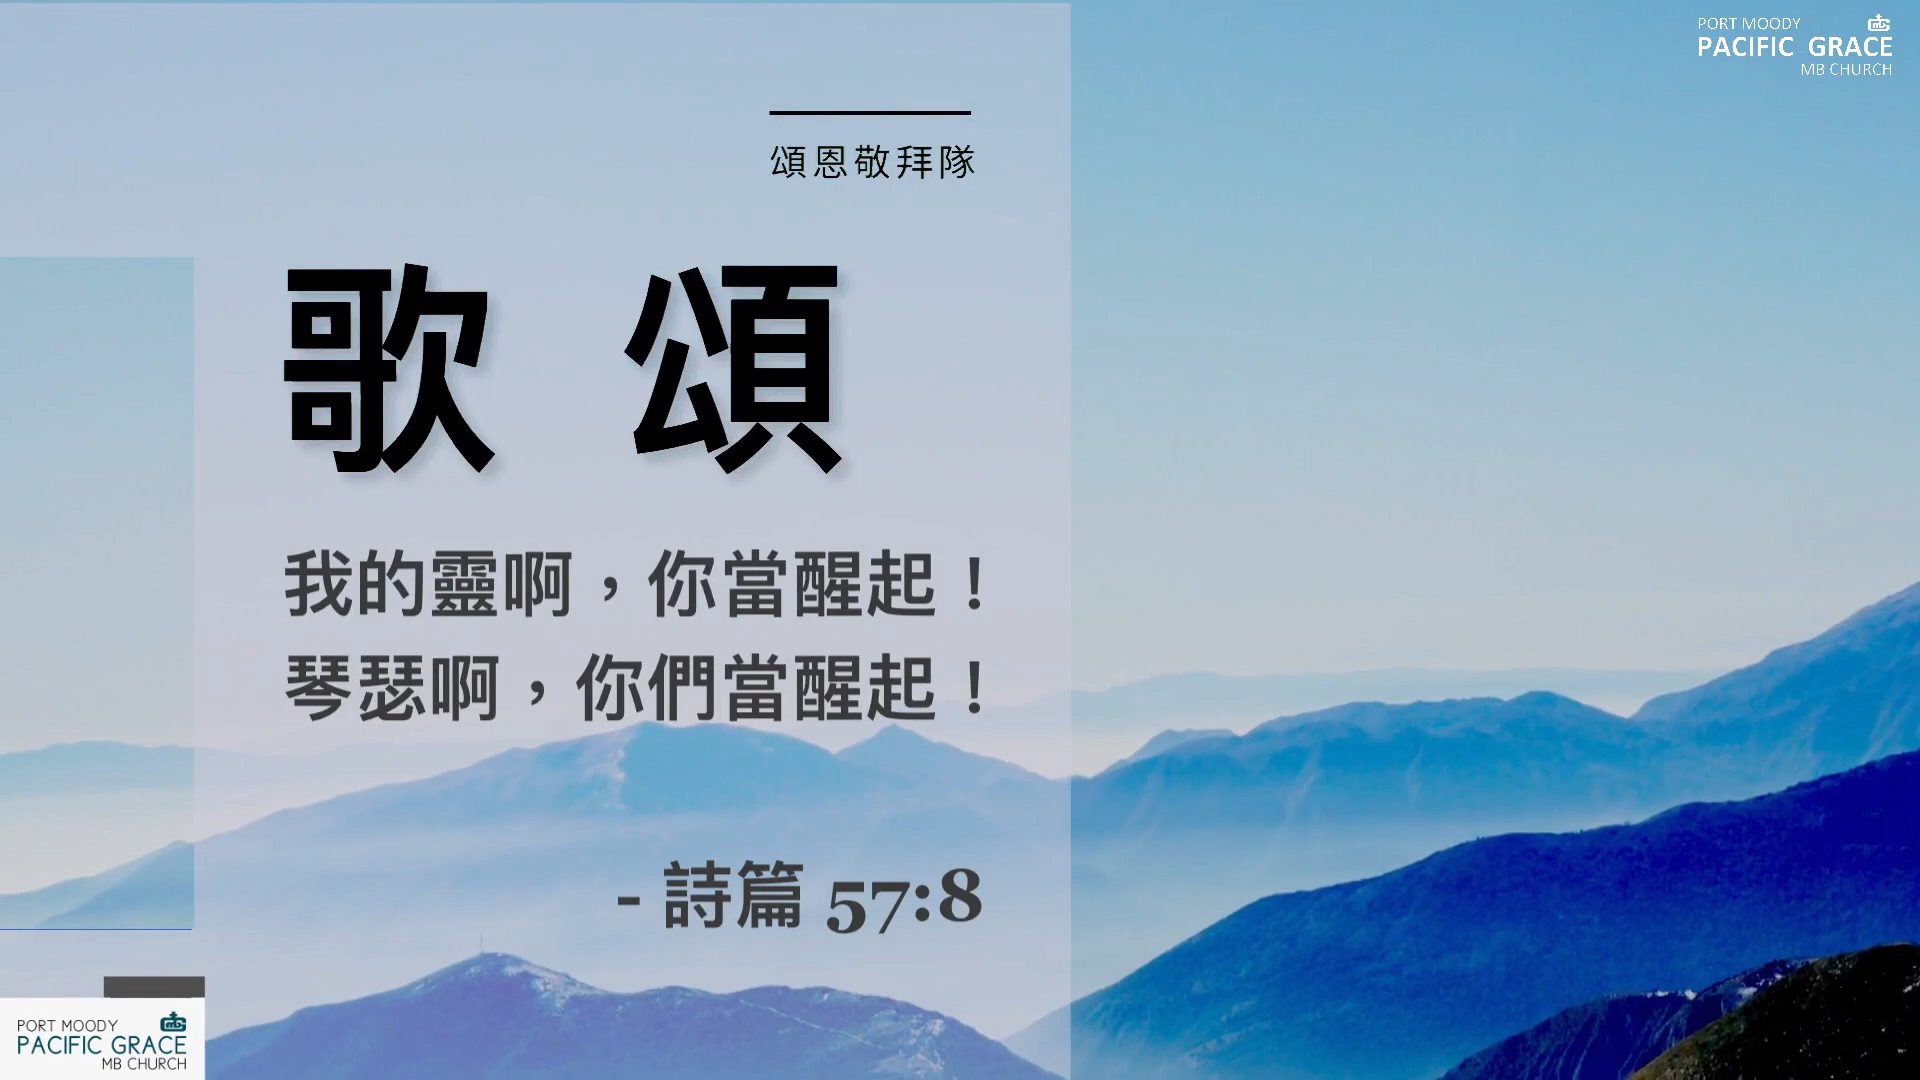 PORT MOODY
PACIFIC GRACE
MB CHURCH
頌恩敬拜隊
歌 頌
我的靈啊，你當醒起！
琴瑟啊，你們當醒起！
- 詩篇 57:8
PORT MOODY
PACIFIC GRACE
MB CHURCH